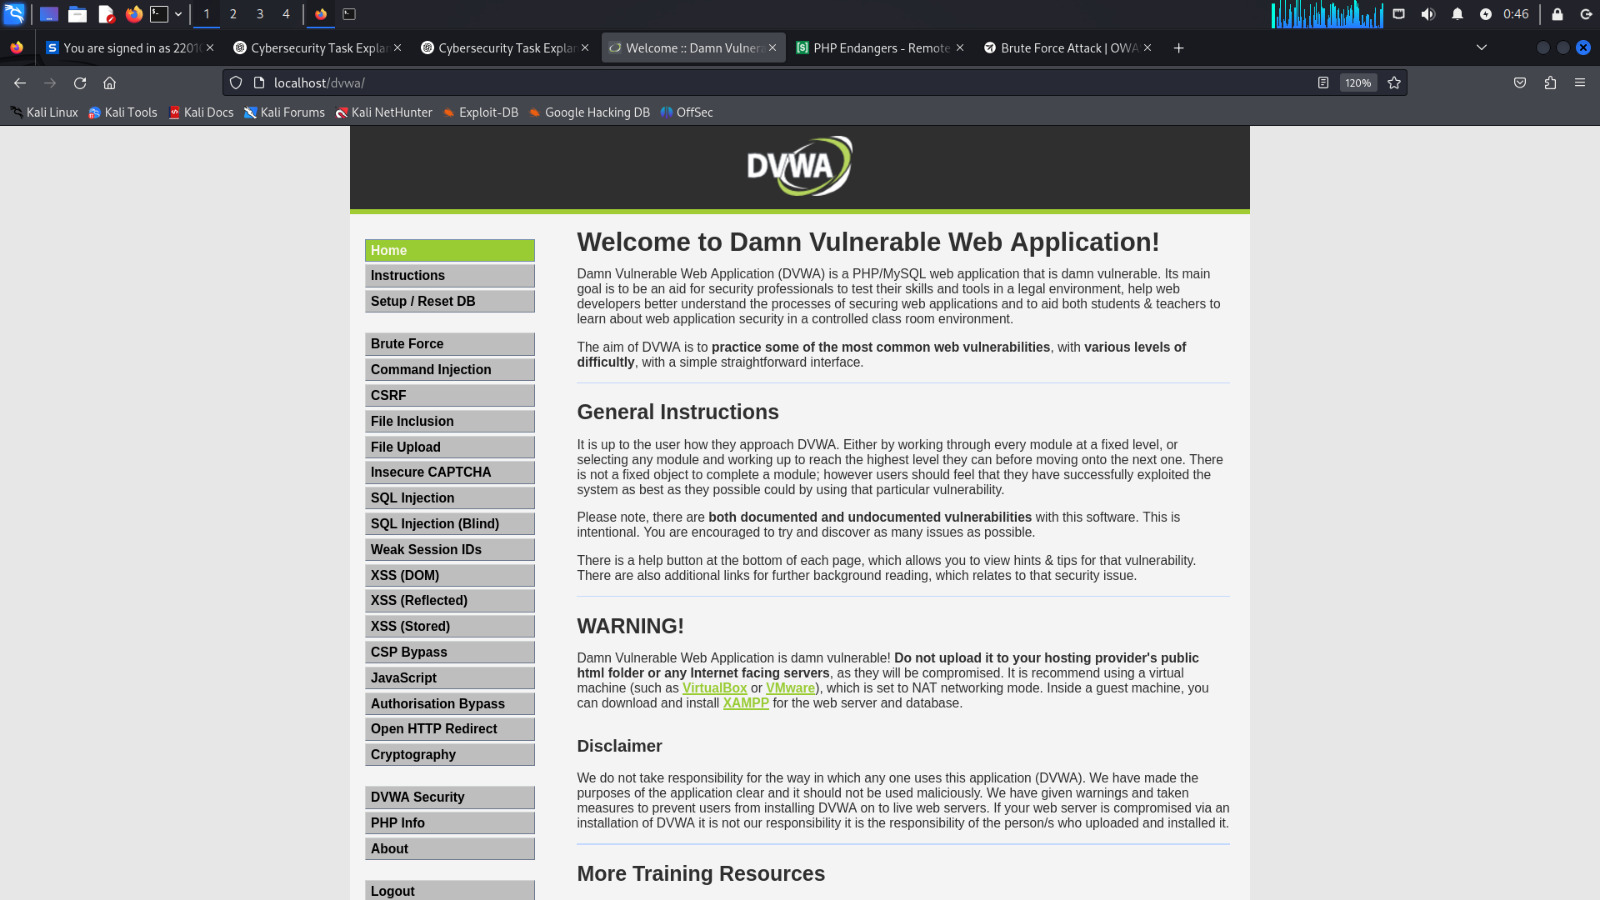 1
2
3
4
0:46
You are signed in as 2201
Cybersecurity Task Explan
Cybersecurity Task Explan
Welcome :: Damn Vulnera
PHP Endangers - Remote
Brute Force Attack | OWA
localhost/dvwa/
120%
Kali Linux
Kali Tools
Kali Docs
Kali Forums
Kali NetHunter
Exploit-DB
Google Hacking DB
OffSec
DVWA
Home
Instructions
Setup / Reset DB
Brute Force
Command Injection
CSRF
File Inclusion
File Upload
Insecure CAPTCHA
SQL Injection
SQL Injection (Blind)
Weak Session IDs
XSS (DOM)
XSS (Reflected)
XSS (Stored)
CSP Bypass
JavaScript
Authorisation Bypass
Open HTTP Redirect
Cryptography
DVWA Security
PHP Info
About
Logout
Welcome to Damn Vulnerable Web Application!
Damn Vulnerable Web Application (DVWA) is a PHP/MySQL web application that is damn vulnerable. Its main
goal is to be an aid for security professionals to test their skills and tools in a legal environment, help web
developers better understand the processes of securing web applications and to aid both students & teachers to
learn about web application security in a controlled class room environment.
The aim of DVWA is to practice some of the most common web vulnerabilities, with various levels of
difficultly, with a simple straightforward interface.
General Instructions
It is up to the user how they approach DVWA. Either by working through every module at a fixed level, or
selecting any module and working up to reach the highest level they can before moving onto the next one. There
is not a fixed object to complete a module; however users should feel that they have successfully exploited the
system as best as they possible could by using that particular vulnerability.
Please note, there are both documented and undocumented vulnerabilities with this software. This is
intentional. You are encouraged to try and discover as many issues as possible.
There is a help button at the bottom of each page, which allows you to view hints & tips for that vulnerability.
There are also additional links for further background reading, which relates to that security issue.
WARNING!
Damn Vulnerable Web Application is damn vulnerable! Do not upload it to your hosting provider's public
html folder or any Internet facing servers, as they will be compromised. It is recommend using a virtual
machine (such as VirtualBox or VMware), which is set to NAT networking mode. Inside a guest machine, you
can download and install XAMPP for the web server and database.
Disclaimer
We do not take responsibility for the way in which any one uses this application (DVWA). We have made the
purposes of the application clear and it should not be used maliciously. We have given warnings and taken
measures to prevent users from installing DVWA on to live web servers. If your web server is compromised via an
installation of DVWA it is not our responsibility it is the responsibility of the person/s who uploaded and installed it.
More Training Resources